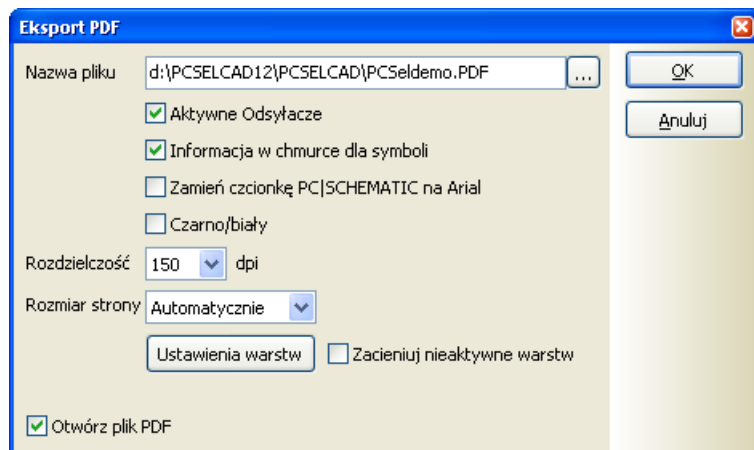 Eksport PDF
Nazwa pliku d:\PCSELCAD12\PCSELCAD\PCSeldemo.PDF ... OK
Aktywne Odsyłacze Anuluj
Informacja w chmurce dla symboli
Zamień czcionkę PC|SCHEMATIC na Arial
Czarno/biały
Rozdzielczość 150 dpi
Rozmiar strony Automatycznie
Ustawienia warstw Zacieniuj nieaktywne warstw
Otwórz plik PDF